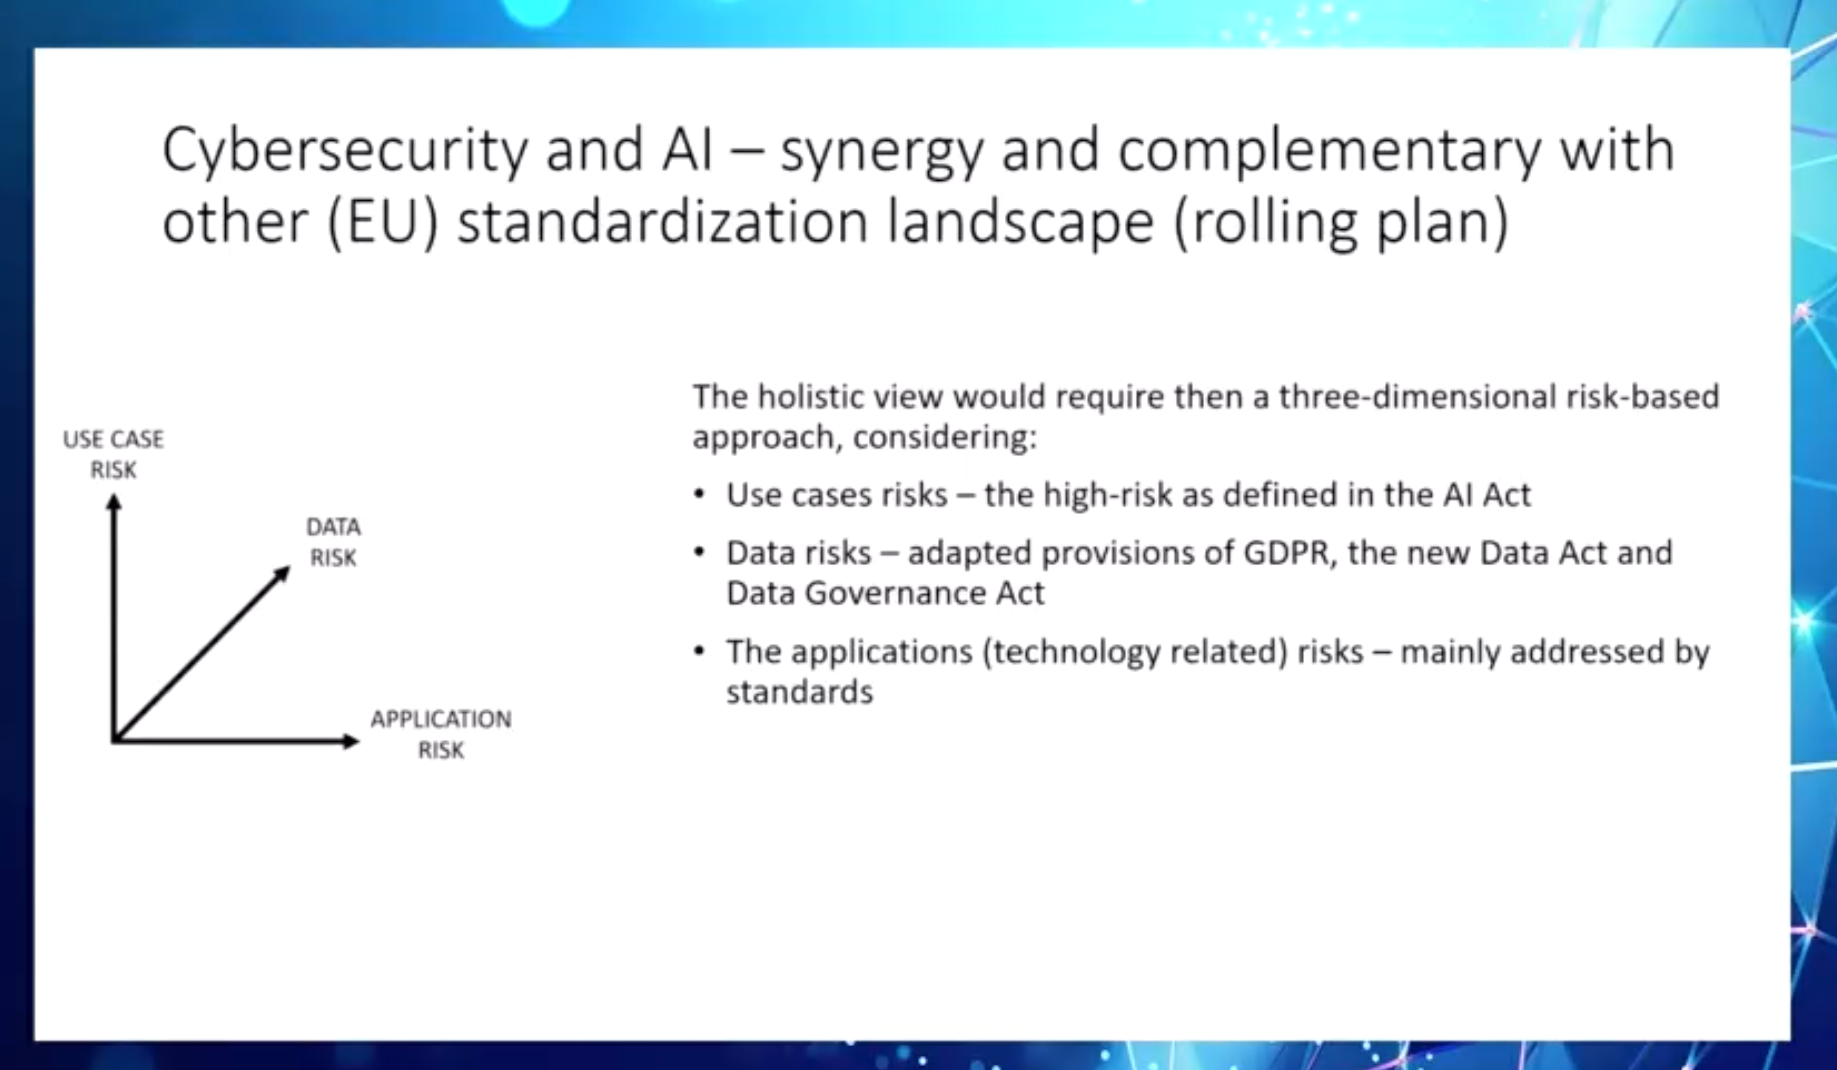 Cybersecurity and AI – synergy and complementary with
other (EU) standardization landscape (rolling plan)
USE CASE
RISK
DATA
RISK
APPLICATION
RISK
The holistic view would require then a three-dimensional risk-based
approach, considering:
• Use cases risks – the high-risk as defined in the AI Act
• Data risks – adapted provisions of GDPR, the new Data Act and
Data Governance Act
• The applications (technology related) risks – mainly addressed by
standards